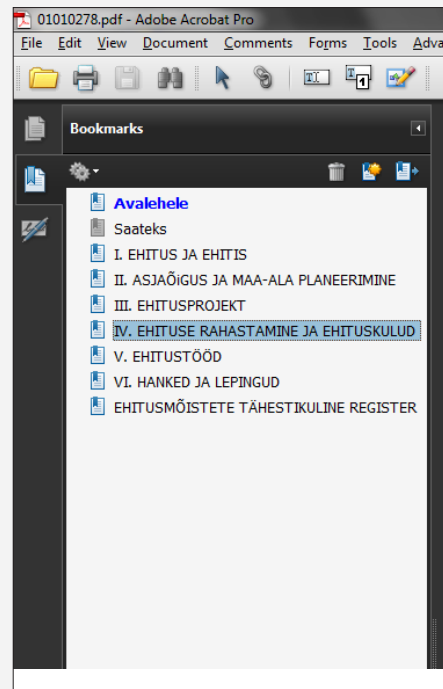 01010278.pdf - Adobe Acrobat Pro
File Edit View Document Comments Forms Tools Adva
Bookmarks
Avalehele
Saateks
I. EHITUS JA EHITIS
II. ASJAÕiGUS JA MAA-ALA PLANEERIMINE
III. EHITUSPROJEKT
IV. EHITUSE RAHASTAMINE JA EHITUSKULUD
V. EHITUSTÖÖD
VI. HANKED JA LEPINGUD
EHITUSMÕISTETE TÄHESTIKULINE REGISTER